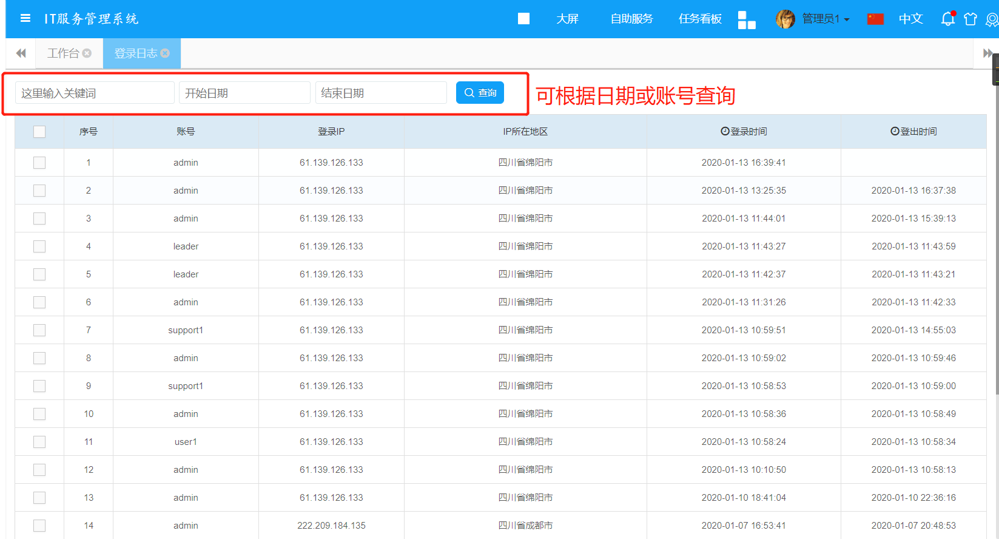 IT服务管理系统 大屏 自助服务 任务看板 管理员1 中文
工作台 登录日志
这里输入关键词 开始日期 结束日期 查询 可根据日期或账号查询
序号 账号 登录IP IP所在地区 登录时间 登出时间
1 admin 61.139.126.133 四川省绵阳市 2020-01-13 16:39:41
2 admin 61.139.126.133 四川省绵阳市 2020-01-13 13:25:35 2020-01-13 16:37:38
3 admin 61.139.126.133 四川省绵阳市 2020-01-13 11:44:01 2020-01-13 15:39:13
4 leader 61.139.126.133 四川省绵阳市 2020-01-13 11:43:27 2020-01-13 11:43:59
5 leader 61.139.126.133 四川省绵阳市 2020-01-13 11:42:37 2020-01-13 11:43:21
6 admin 61.139.126.133 四川省绵阳市 2020-01-13 11:31:26 2020-01-13 11:42:33
7 support1 61.139.126.133 四川省绵阳市 2020-01-13 10:59:51 2020-01-13 14:55:03
8 admin 61.139.126.133 四川省绵阳市 2020-01-13 10:59:02 2020-01-13 10:59:46
9 support1 61.139.126.133 四川省绵阳市 2020-01-13 10:58:53 2020-01-13 10:59:00
10 admin 61.139.126.133 四川省绵阳市 2020-01-13 10:58:36 2020-01-13 10:58:49
11 user1 61.139.126.133 四川省绵阳市 2020-01-13 10:58:24 2020-01-13 10:58:34
12 admin 61.139.126.133 四川省绵阳市 2020-01-13 10:10:50 2020-01-13 10:58:13
13 admin 61.139.126.133 四川省绵阳市 2020-01-10 18:41:04 2020-01-10 22:36:16
14 admin 222.209.184.135 四川省成都市 2020-01-07 16:53:41 2020-01-07 20:48:53